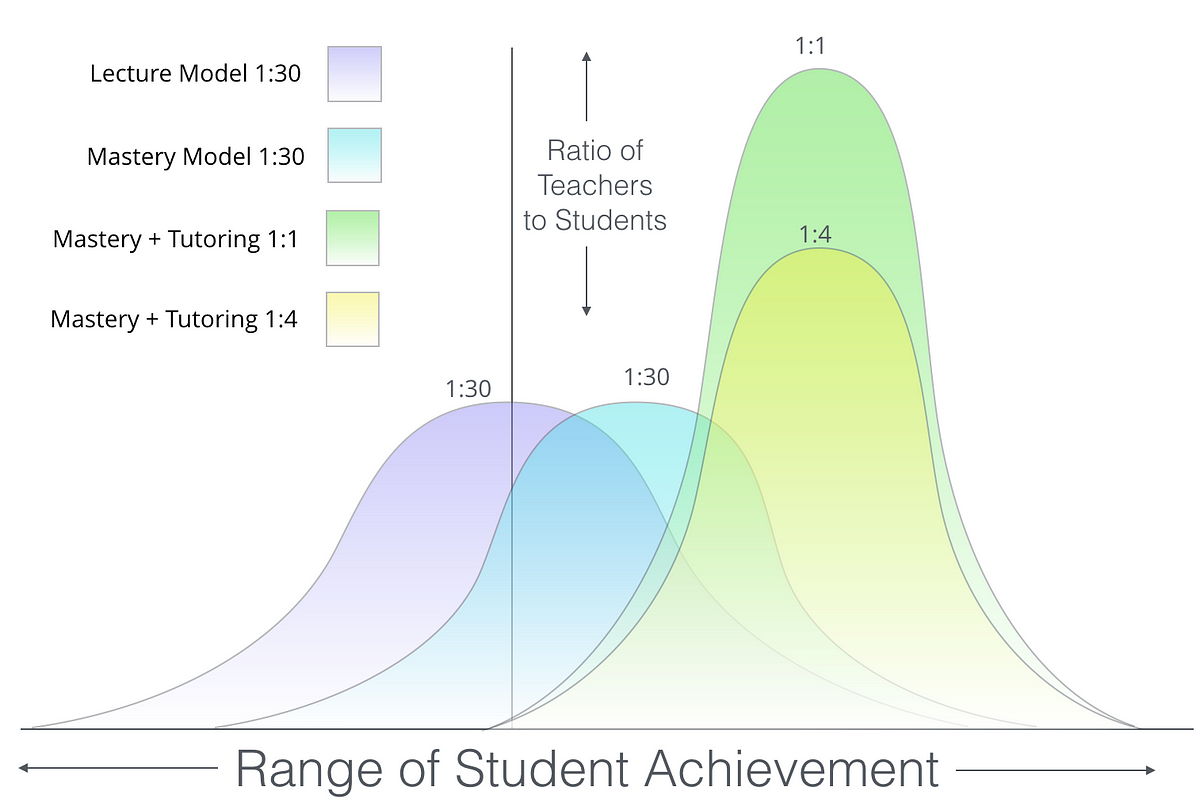 Lecture Model 1:30
Mastery Model 1:30
Mastery + Tutoring 1:1
Mastery + Tutoring 1:4
Ratio of
Teachers
to Students
1:1
1:4
1:30
1:30
Range of Student Achievement